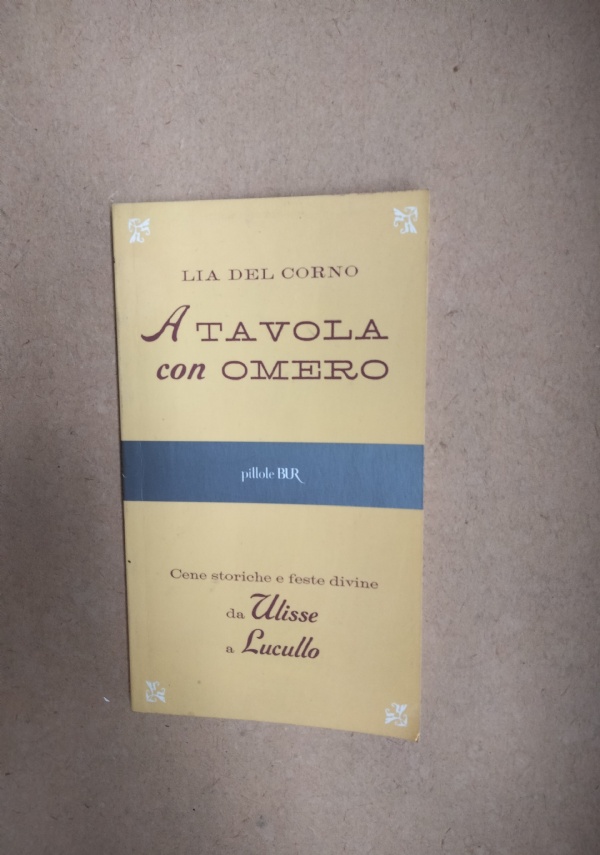 LIA DEL CORNO
A TAVOLA
con OMERO
pillole BUR
Cene storiche e feste divine
da Ulisse
a Lucullo